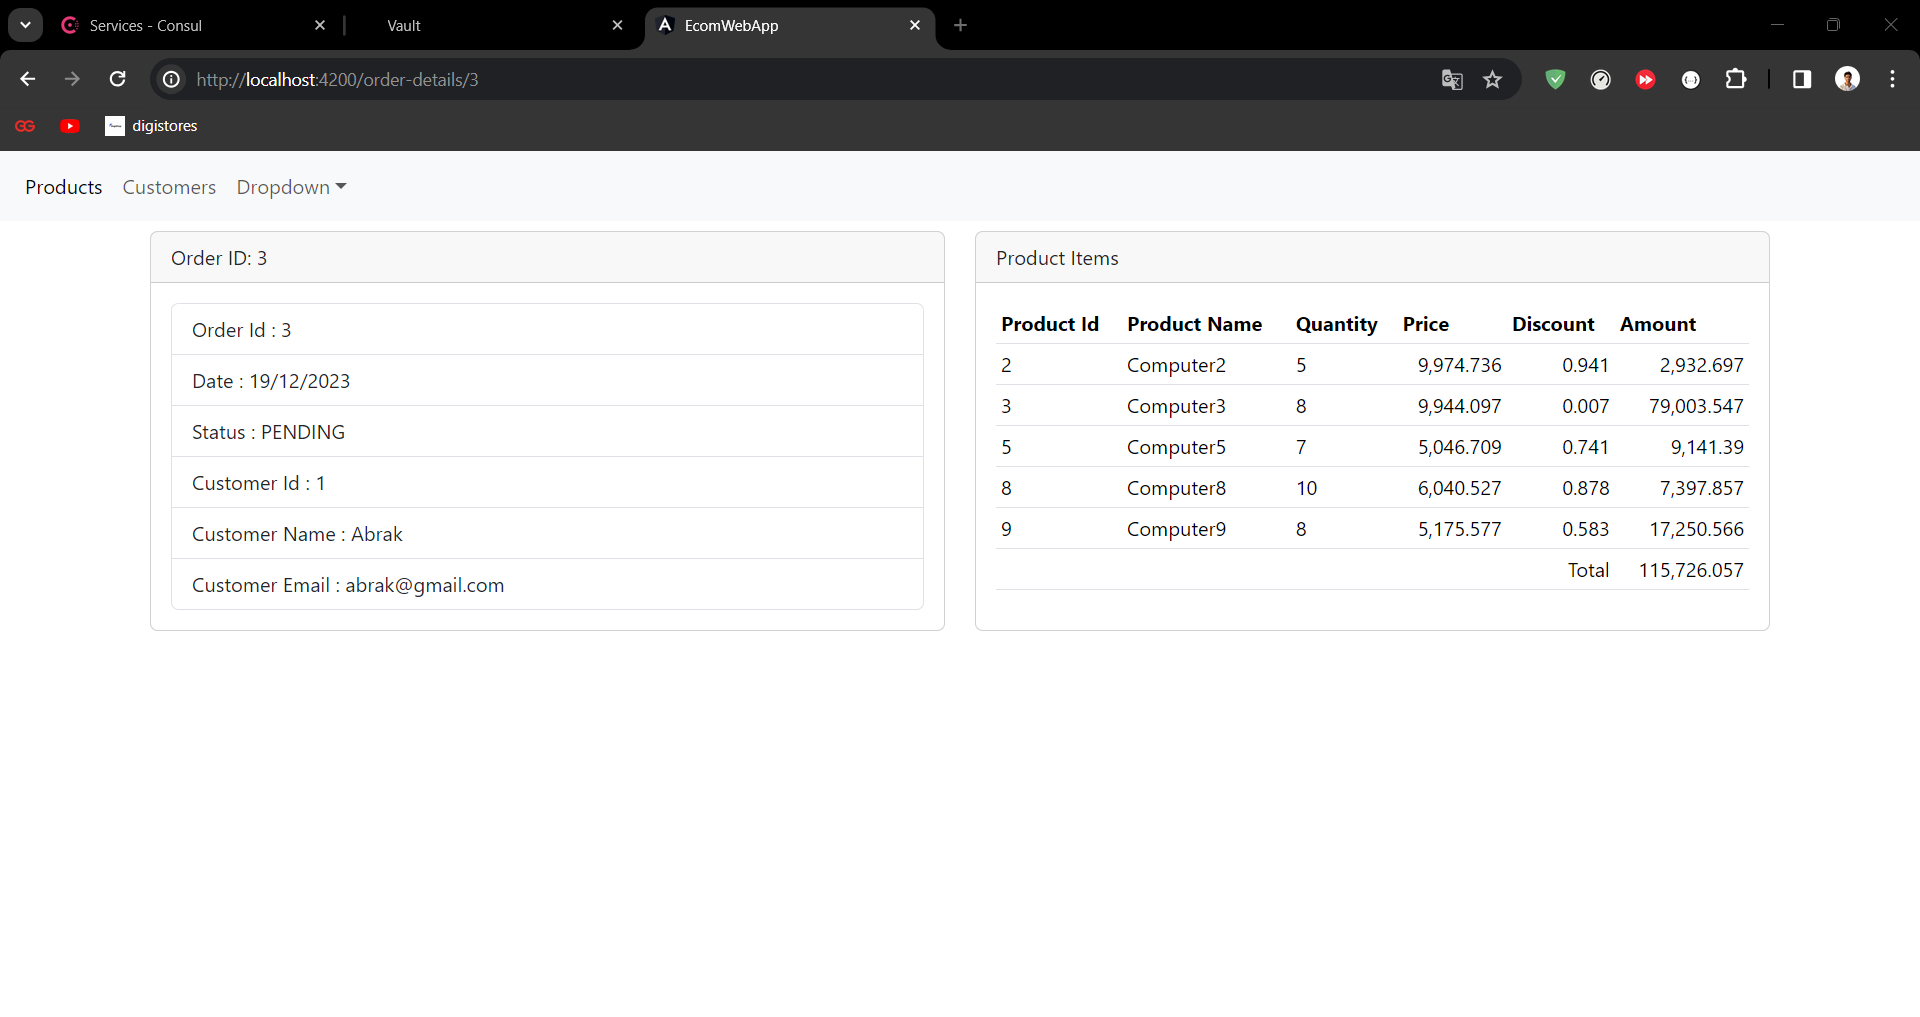 Services - Consul
Vault
EcomWebApp
http://localhost:4200/order-details/3
GG
digistores
Products Customers Dropdown
Order ID: 3
Order Id : 3
Date : 19/12/2023
Status : PENDING
Customer Id : 1
Customer Name : Abrak
Customer Email : abrak@gmail.com
Product Items
Product Id Product Name Quantity Price Discount Amount
2 Computer2 5 9,974.736 0.941 2,932.697
3 Computer3 8 9,944.097 0.007 79,003.547
5 Computer5 7 5,046.709 0.741 9,141.39
8 Computer8 10 6,040.527 0.878 7,397.857
9 Computer9 8 5,175.577 0.583 17,250.566
Total 115,726.057